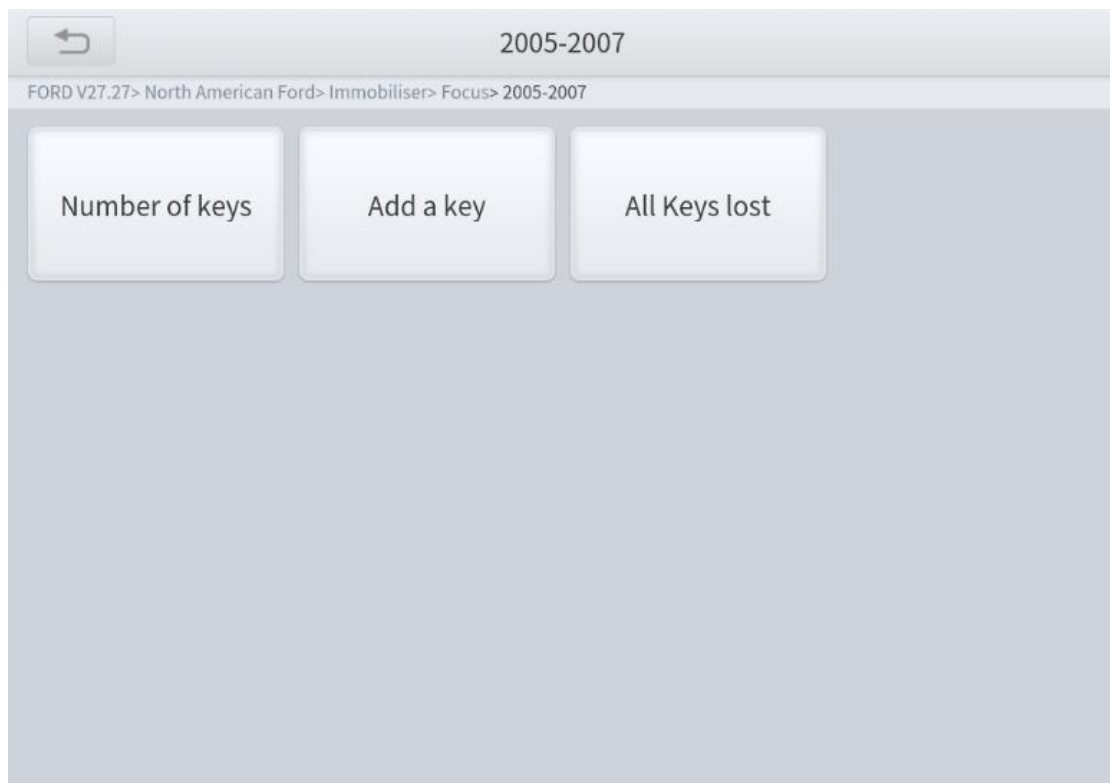 2005-2007
FORD V27.27> North American Ford> Immobiliser> Focus> 2005-2007
Number of keys
Add a key
All Keys lost